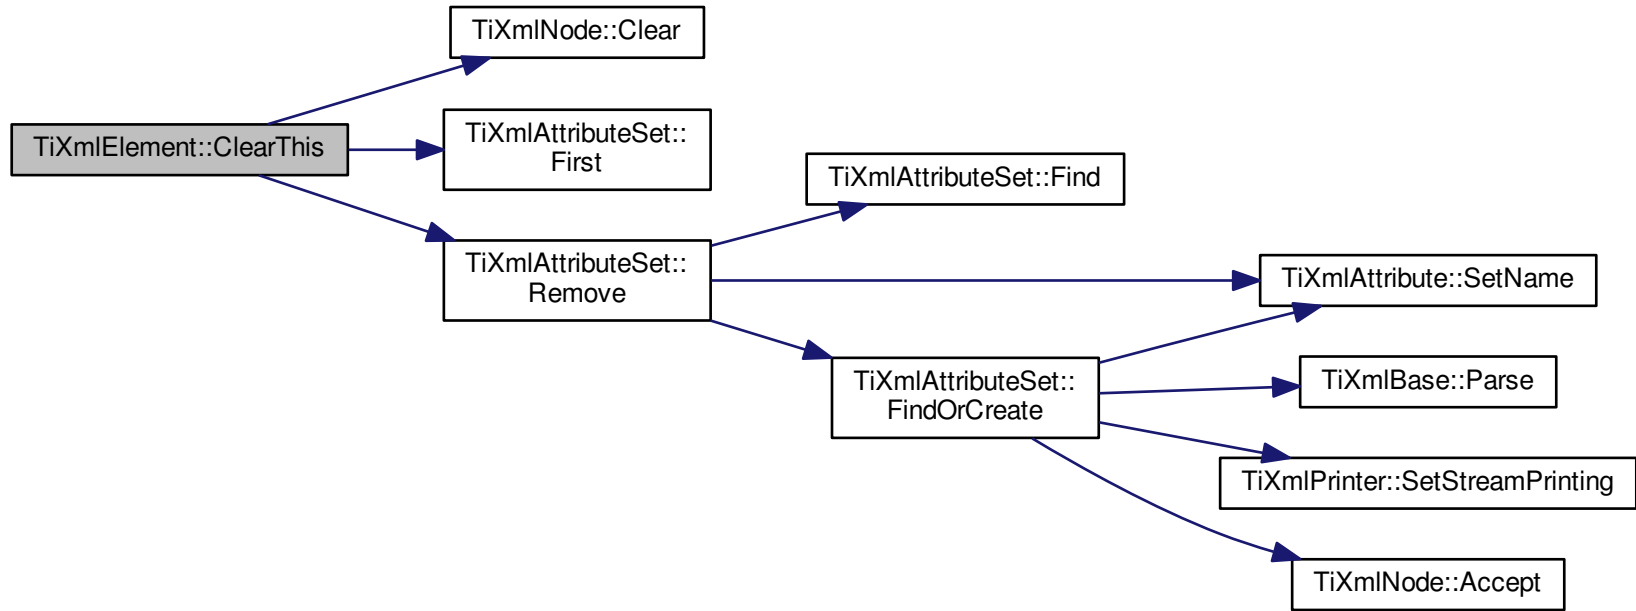 TiXmlElement::ClearThis
TiXmlNode::Clear
TiXmlAttributeSet::
First
TiXmlAttributeSet::
Remove
TiXmlAttributeSet::Find
TiXmlAttributeSet::
FindOrCreate
TiXmlAttribute::SetName
TiXmlBase::Parse
TiXmlPrinter::SetStreamPrinting
TiXmlNode::Accept